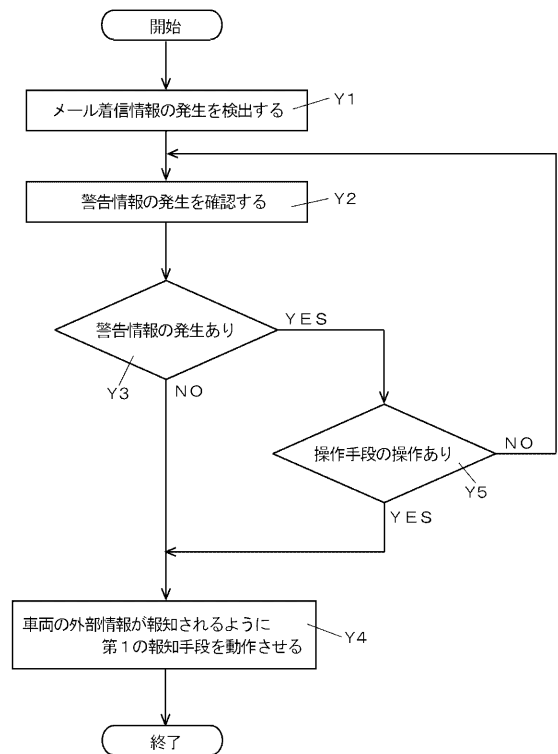 開始
メール着信情報の発生を検出する
Y1
警告情報の発生を確認する
Y2
警告情報の発生あり
YES
Y3
NO
操作手段の操作あり
NO
Y5
YES
車両の外部情報が報知されるように
第1の報知手段を動作させる
Y4
終了